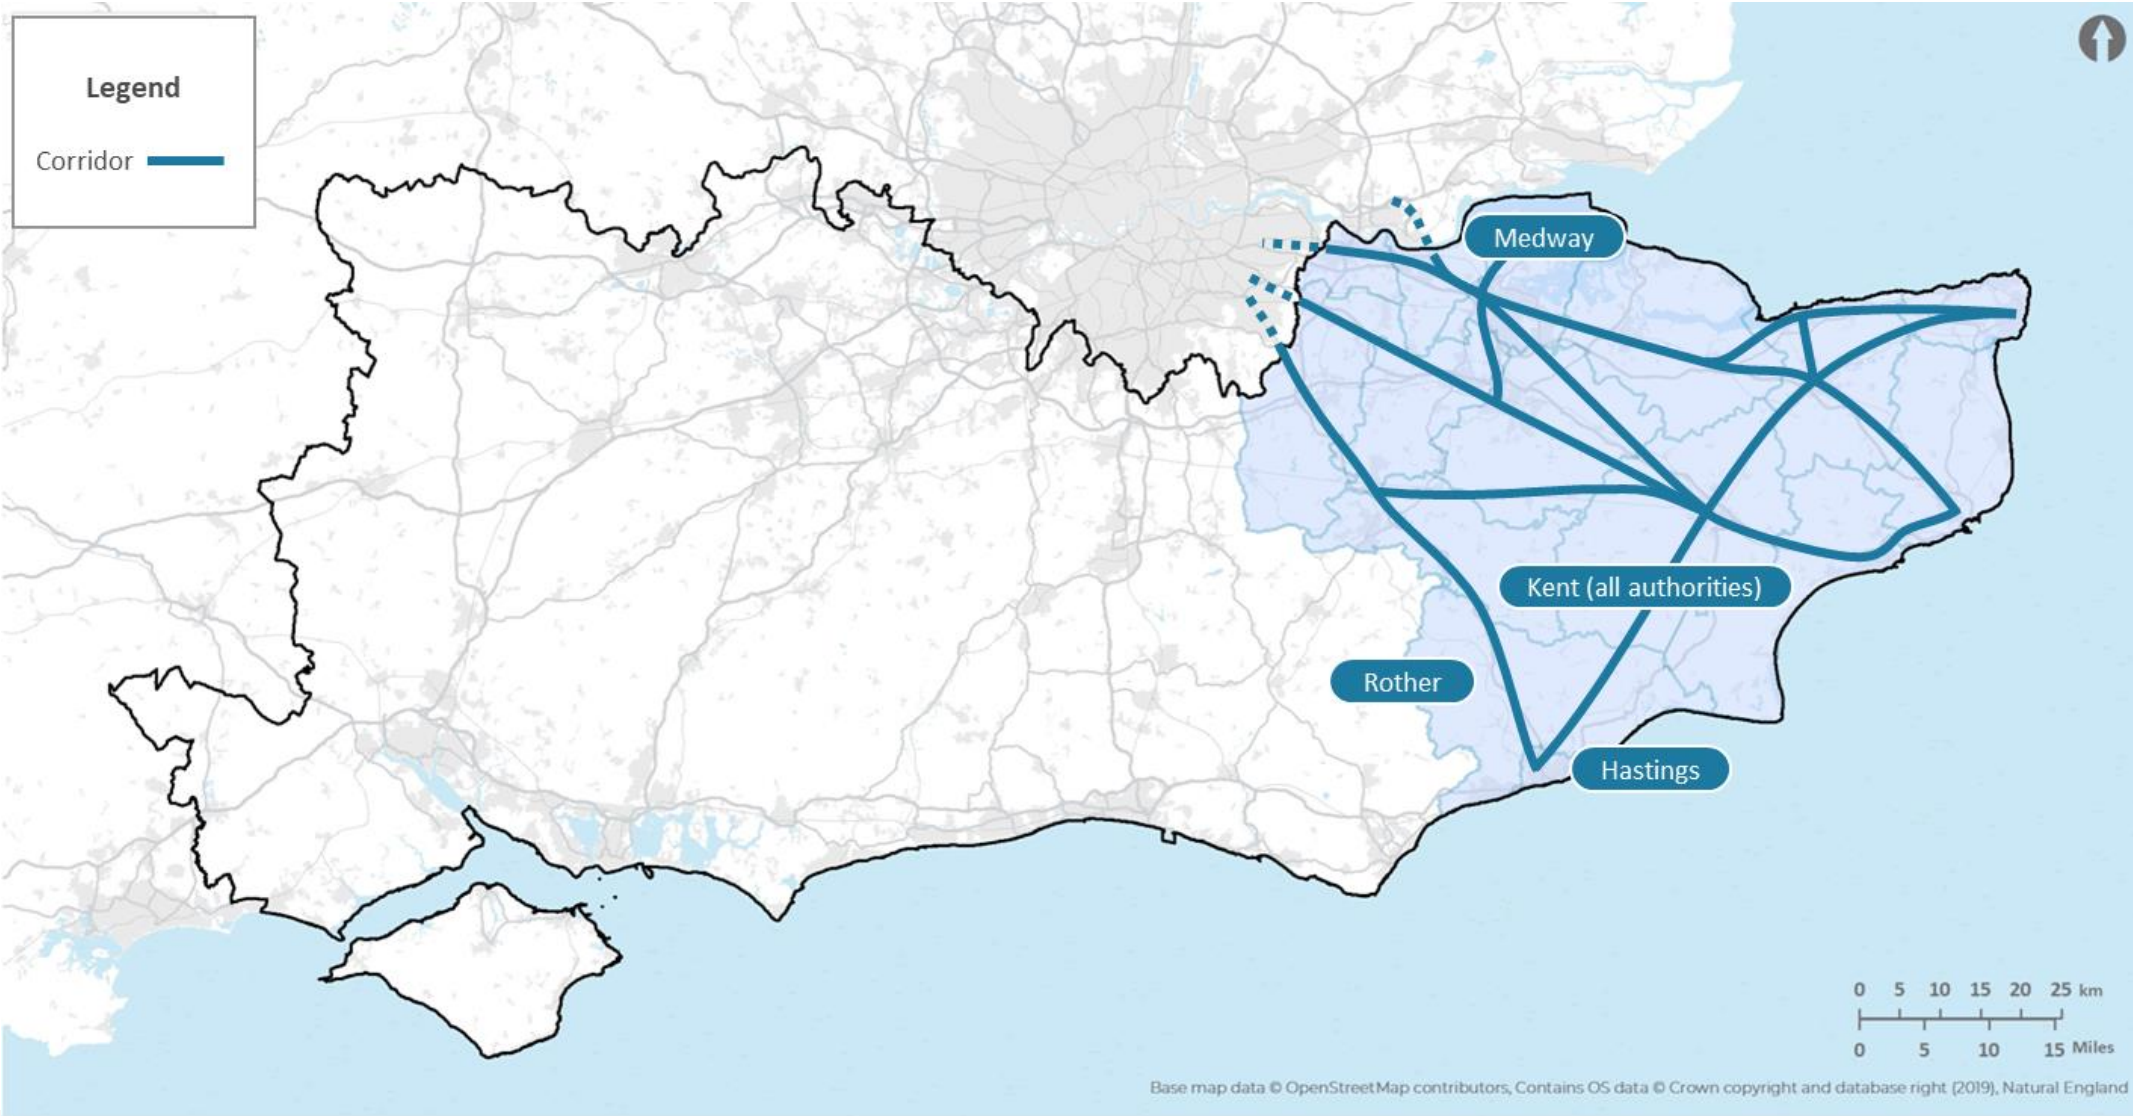 Legend
Corridor
Medway
Kent (all authorities)
Rother
Hastings
0 5 10 15 20 25 km
0 5 10 15 Miles
Base map data © OpenStreetMap contributors, Contains OS data © Crown copyright and database right (2019), Natural England